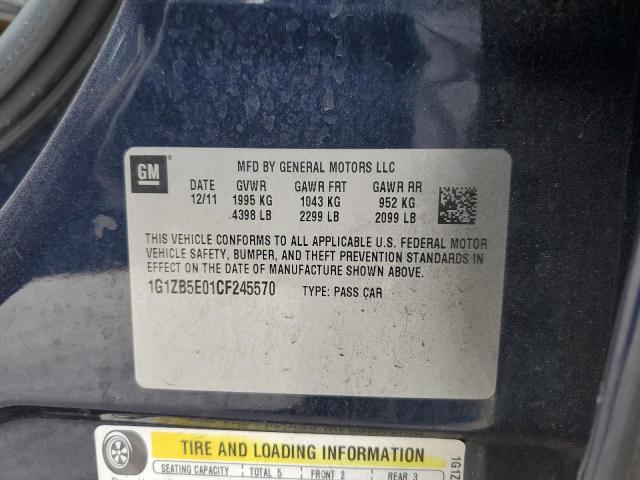 GM ®
MFD BY GENERAL MOTORS LLC
DATE GVWR GAWR FRT GAWR RR
12/11 1995 KG 1043 KG 952 KG
4398 LB 2299 LB 2099 LB
THIS VEHICLE CONFORMS TO ALL APPLICABLE U.S. FEDERAL MOTOR
VEHICLE SAFETY, BUMPER, AND THEFT PREVENTION STANDARDS IN
EFFECT ON THE DATE OF MANUFACTURE SHOWN ABOVE.
1G1ZB5E01CF245570 TYPE: PASS CAR
TIRE AND LOADING INFORMATION
SEATING CAPACITY TOTAL 5 FRONT 2 REAR 3
1G1Z